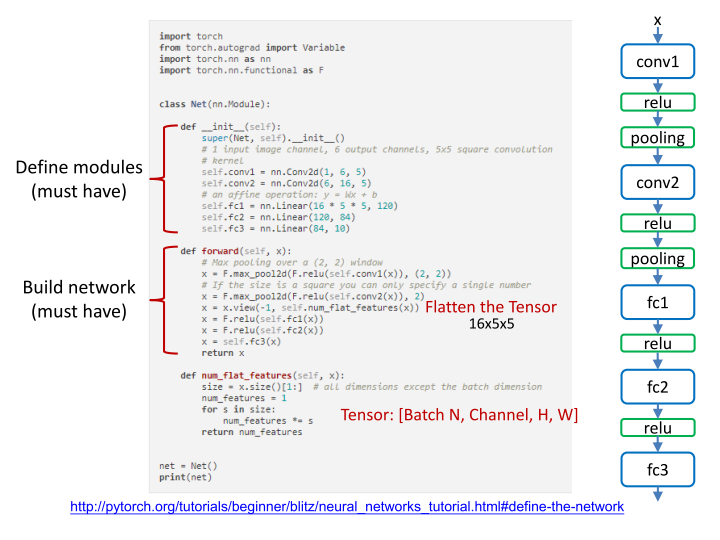 import torch
from torch.autograd import Variable
import torch.nn as nn
import torch.nn.functional as F
class Net(nn.Module):
def __init__(self):
super(Net, self).__init__()
# 1 input image channel, 6 output channels, 5x5 square convolution
# kernel
self.conv1 = nn.Conv2d(1, 6, 5)
self.conv2 = nn.Conv2d(6, 16, 5)
# an affine operation: y = Wx + b
self.fc1 = nn.Linear(16 * 5 * 5, 120)
self.fc2 = nn.Linear(120, 84)
self.fc3 = nn.Linear(84, 10)
Define modules
(must have)
def forward(self, x):
# Max pooling over a (2, 2) window
x = F.max_pool2d(F.relu(self.conv1(x)), (2, 2))
# If the size is a square you can only specify a single number
x = F.max_pool2d(F.relu(self.conv2(x)), 2)
x = x.view(-1, self.num_flat_features(x))
x = F.relu(self.fc1(x))
x = F.relu(self.fc2(x))
x = self.fc3(x)
return x
Build network
(must have)
Flatten the Tensor
16x5x5
def num_flat_features(self, x):
size = x.size()[1:]  # all dimensions except the batch dimension
num_features = 1
for s in size:
num_features *= s
return num_features
Tensor: [Batch N, Channel, H, W]
net = Net()
print(net)
x
conv1
relu
pooling
conv2
relu
pooling
fc1
relu
fc2
relu
fc3
http://pytorch.org/tutorials/beginner/blitz/neural_networks_tutorial.html#define-the-network